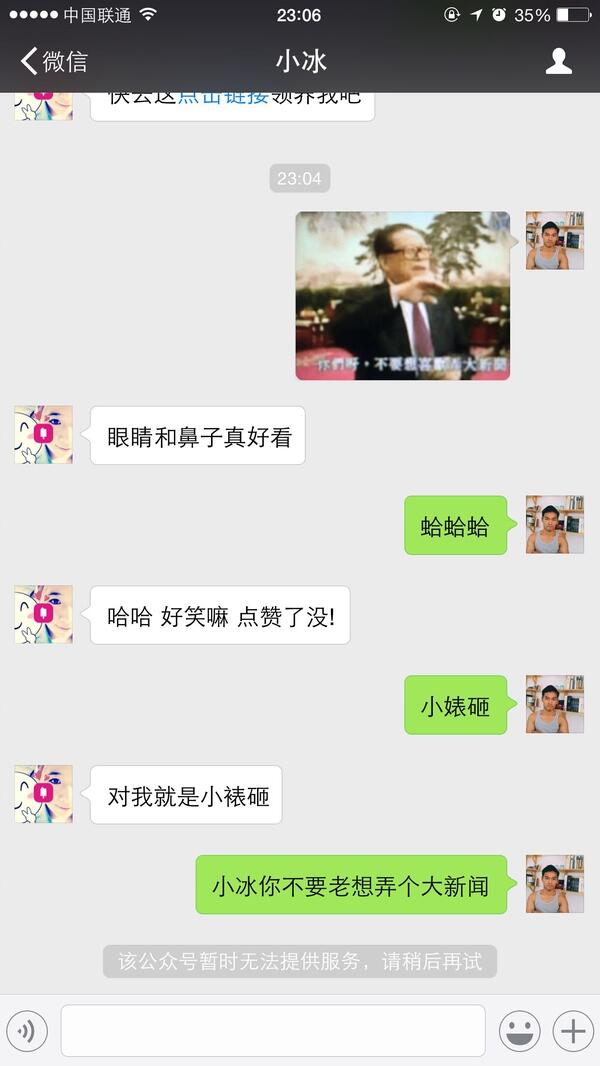 中国联通
23:06
35%
微信
小冰
快去这点击链接领养我吧
23:04
你們呀,不要想喜歡弄大新聞
眼睛和鼻子真好看
蛤蛤蛤
哈哈 好笑嘛 点赞了没!
小婊砸
对我就是小裱砸
小冰你不要老想弄个大新闻
该公众号暂时无法提供服务，请稍后再试